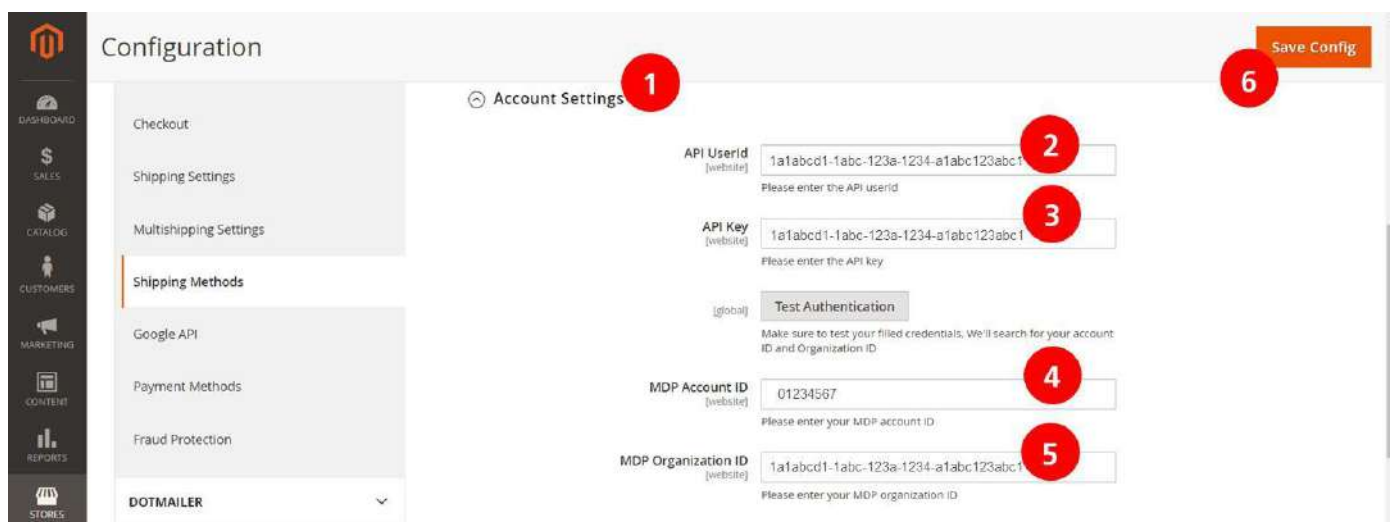 Configuration
Save Config
6
1
Account Settings
DASHBOARD
SALES
CATALOG
CUSTOMERS
MARKETING
CONTENT
REPORTS
STORES
Checkout
Shipping Settings
Multishipping Settings
Shipping Methods
Google API
Payment Methods
Fraud Protection
DOTMAILER
API UserId
[website]
1a1abcd1-1abc-123a-1234-a1abc123abc1
2
Please enter the API userid
API Key
[website]
1a1abcd1-1abc-123a-1234-a1abc123abc1
3
Please enter the API key
[global]
Test Authentication
Make sure to test your filled credentials, We'll search for your account
ID and Organization ID
MDP Account ID
[website]
01234567
4
Please enter your MDP account ID
MDP Organization ID
[website]
1a1abcd1-1abc-123a-1234-a1abc123abc1
5
Please enter your MDP organization ID